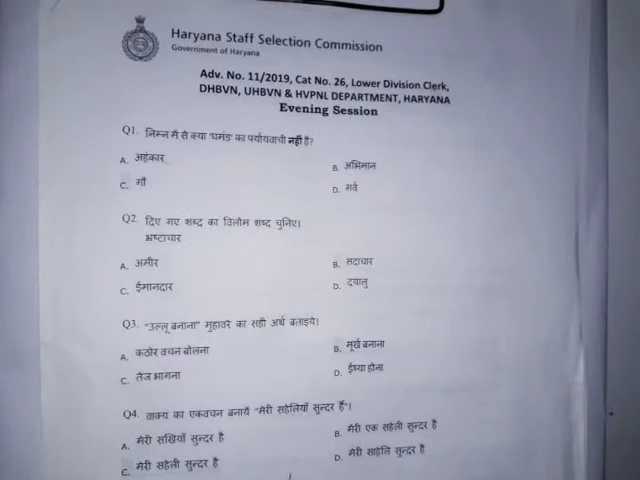 Haryana Staff Selection Commission
Government of Haryana
Adv. No. 11/2019, Cat No. 26, Lower Division Clerk,
DHBVN, UHBVN & HVPNL DEPARTMENT, HARYANA
Evening Session
Q1. निम्न में से क्या 'घमंड' का पर्यायवाची नहीं है?
A. अहंकार
B. अभिमान
C. गौ
D. गर्व
Q2. दिए गए शब्द का विलोम शब्द चुनिए।
भ्रष्टाचार
A. अमीर
B. सदाचार
C. ईमानदार
D. दयालु
Q3. "उल्लू बनाना" मुहावरे का सही अर्थ बताइये।
A. कठोर वचन बोलना
B. मूर्ख बनाना
C. तेज भागना
D. ईर्ष्या होना
Q4. वाक्य का एकवचन बनायें "मेरी सहेलियाँ सुन्दर हैं"।
A. मेरी सखियाँ सुन्दर है
B. मेरी एक सहेली सुन्दर है
C. मेरी सहेली सुन्दर है
D. मेरी साहेलि सुन्दर है